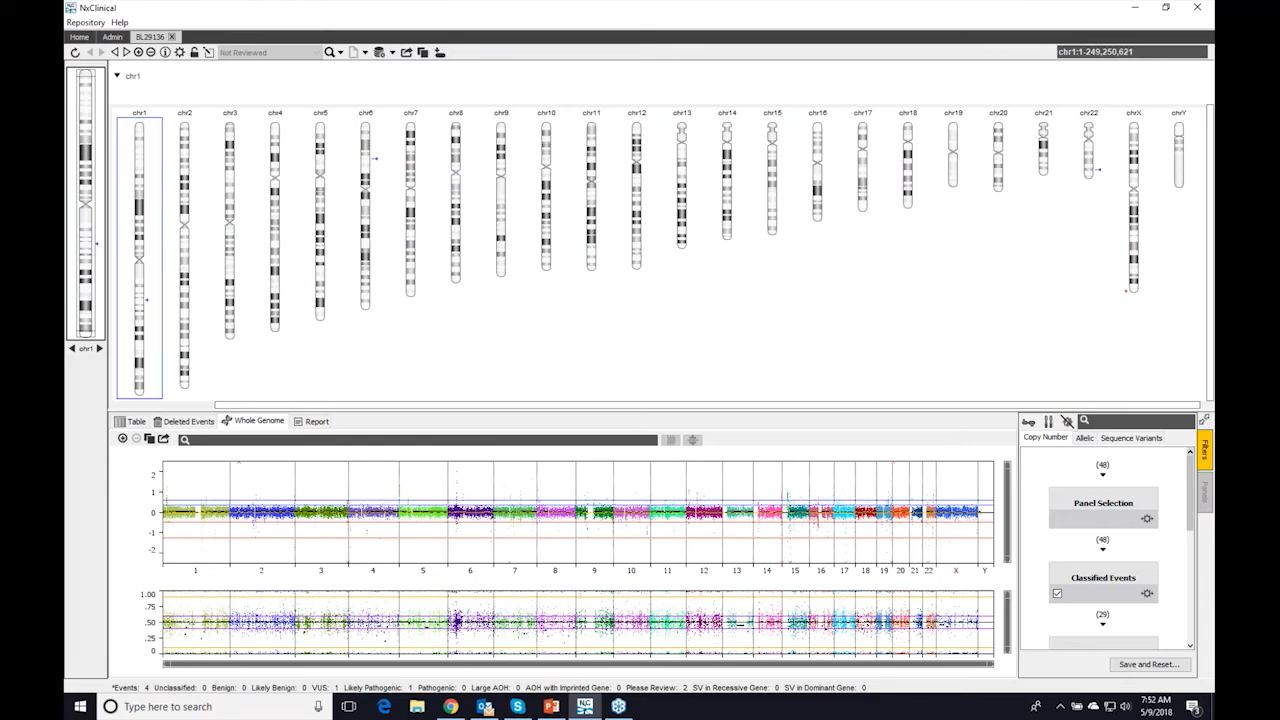 NxClinical
Repository Help
Home Admin BL29136
Not Reviewed
chr1:1-249,250,621
chr1
chr1 chr2 chr3 chr4 chr5 chr6 chr7 chr8 chr9 chr10 chr11 chr12 chr13 chr14 chr15 chr16 chr17 chr18 chr19 chr20 chr21 chr22 chrX chrY
chr1
Table Deleted Events Whole Genome Report
Copy Number Allelic Sequence Variants
Filters
Panels
(48)
Panel Selection
(48)
Classified Events
(29)
Save and Reset...
2
1
0
-1
-2
1 2 3 4 5 6 7 8 9 10 11 12 13 14 15 16 17 18 19 20 21 22 X Y
1.00
.75
.50
.25
0
*Events: 4 Unclassified: 0 Benign: 0 Likely Benign: 0 VUS: 1 Likely Pathogenic: 1 Pathogenic: 0 Large AOH: 0 AOH with Imprinted Gene: 0 Please Review: 2 SV in Recessive Gene: 0 SV in Dominant Gene: 0
Type here to search
7:52 AM
5/9/2018